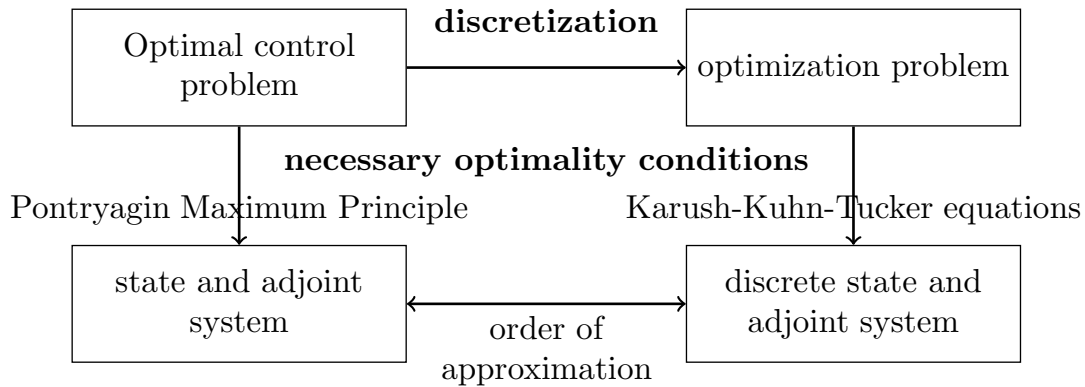 discretization
Optimal control
problem
optimization problem
necessary optimality conditions
Pontryagin Maximum Principle
Karush-Kuhn-Tucker equations
state and adjoint
system
discrete state and
adjoint system
order of
approximation